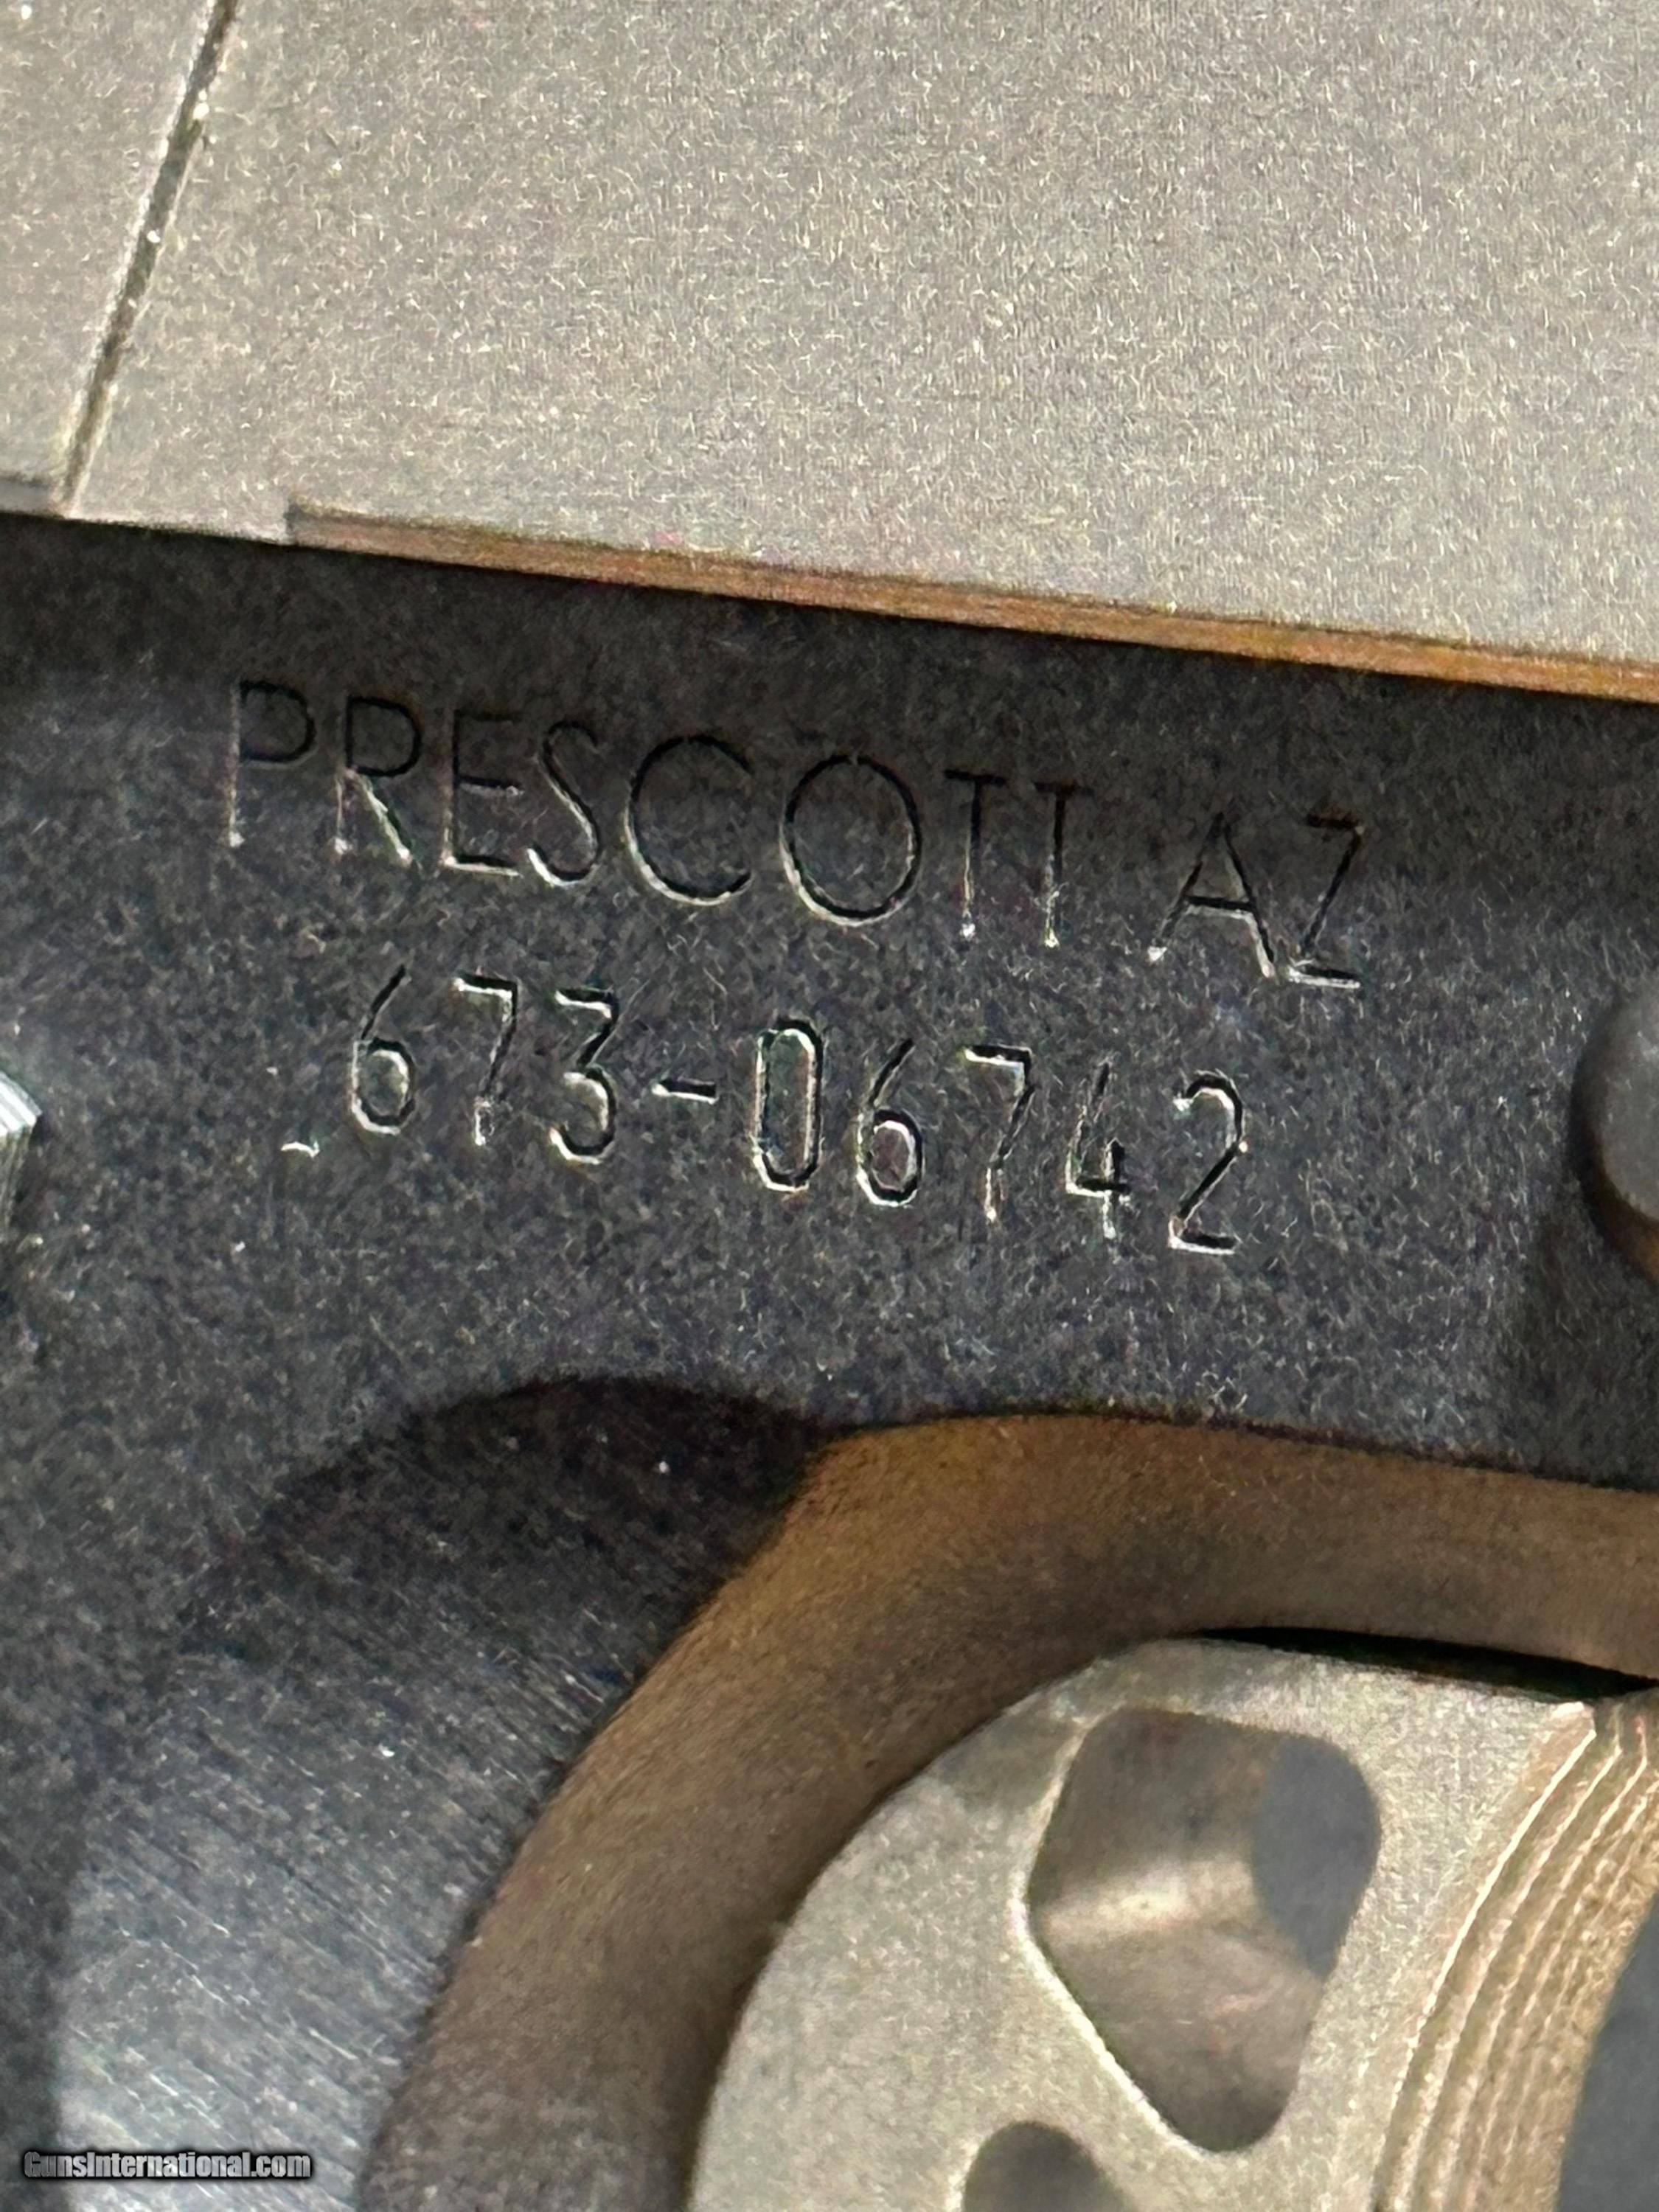 PRESCOTT AZ
673-06742
GunsInternational.com